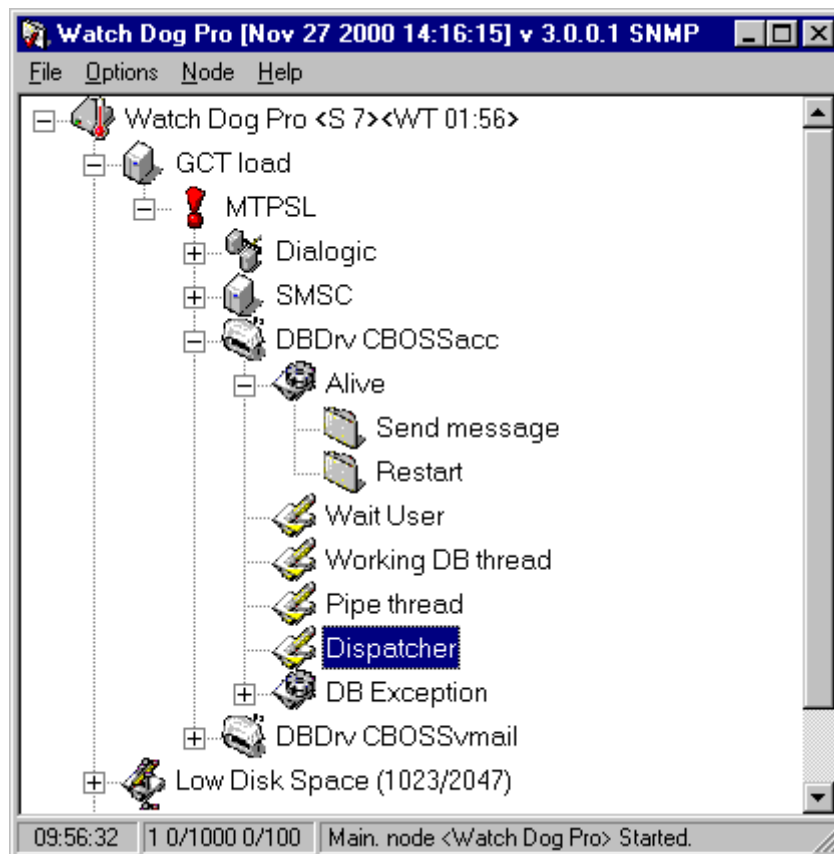 Watch Dog Pro [Nov 27 2000 14:16:15] v 3.0.0.1 SNMP
File Options Node Help
Watch Dog Pro <S 7><WT 01:56>
GCT load
MTPSL
Dialogic
SMSC
DBDrv CBOSSacc
Alive
Send message
Restart
Wait User
Working DB thread
Pipe thread
Dispatcher
DB Exception
DBDrv CBOSSvmail
Low Disk Space (1023/2047)
09:56:32 1 0/1000 0/100 Main. node <Watch Dog Pro> Started.